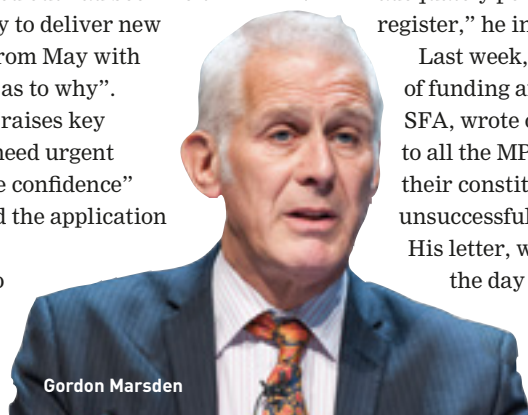 y to deliver new
from May with
as to why”.
raises key
need urgent
e confidence”
d the application
register,” he in
Last week,
of funding a
SFA, wrote
to all the MP
their constit
unsuccessful
His letter, w
the day
Gordon Marsden